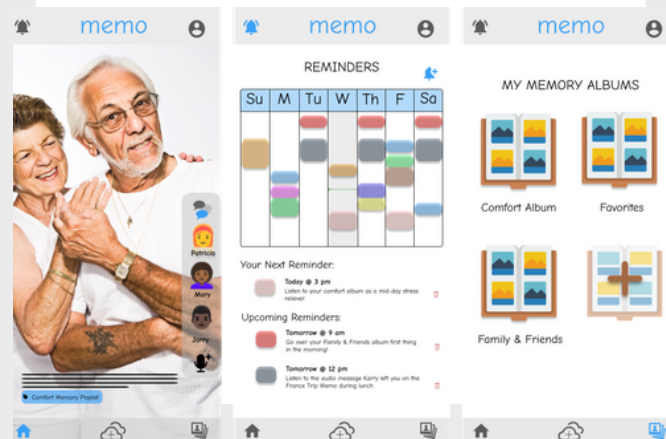 memo
Patricia
Mary
Jerry
Comfort Memory Playlist
memo
REMINDERS
Su M Tu W Th F Sa
Your Next Reminder:
Today @ 3 pm
Listen to your comfort album as a mid day stress
reliever
Upcoming Reminders:
Tomorrow @ 9 am
Go over your Family & Friends album first thing
in the morning!
Tomorrow @ 12 pm
Listen to the audio message Karry left you on the
France Trip Memo during lunch
memo
MY MEMORY ALBUMS
Comfort Album
Favorites
Family & Friends